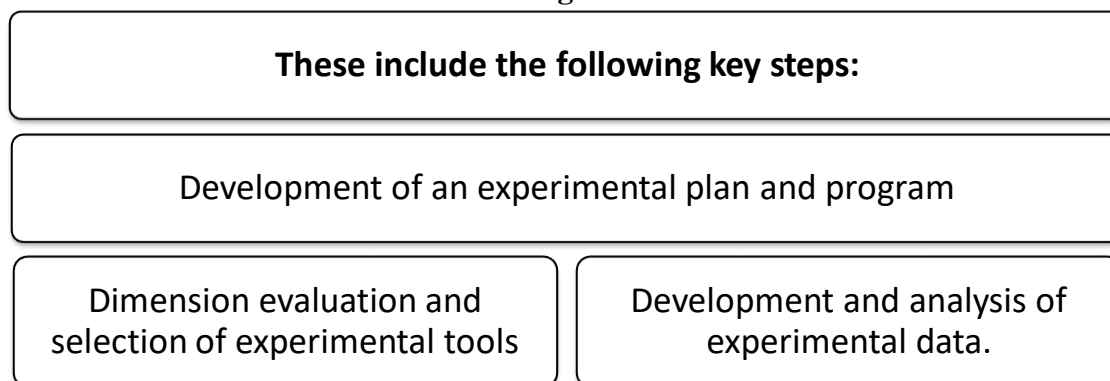 These include the following key steps:
Development of an experimental plan and program
Dimension evaluation and
selection of experimental tools
Development and analysis of
experimental data.